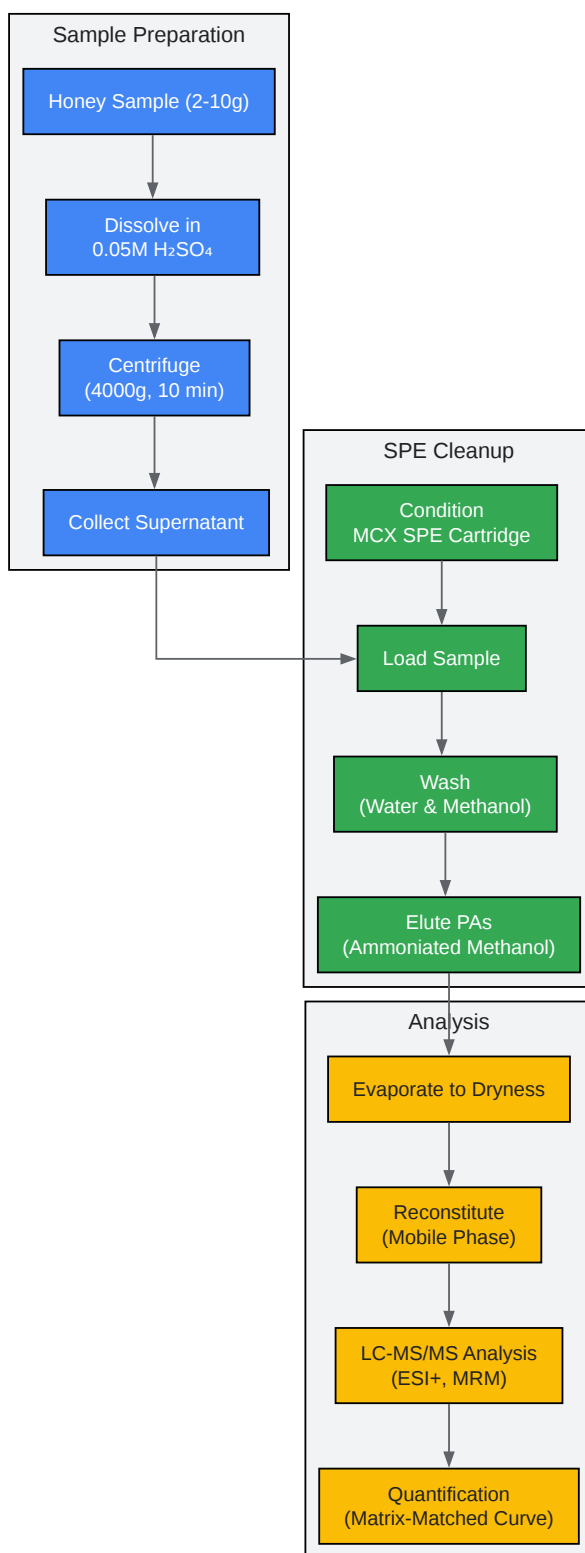 Sample Preparation
Honey Sample (2-10g)
Dissolve in
0.05M H₂SO₄
Centrifuge
(4000g, 10 min)
Collect Supernatant
SPE Cleanup
Condition
MCX SPE Cartridge
Load Sample
Wash
(Water & Methanol)
Elute PAs
(Ammoniated Methanol)
Analysis
Evaporate to Dryness
Reconstitute
(Mobile Phase)
LC-MS/MS Analysis
(ESI+, MRM)
Quantification
(Matrix-Matched Curve)